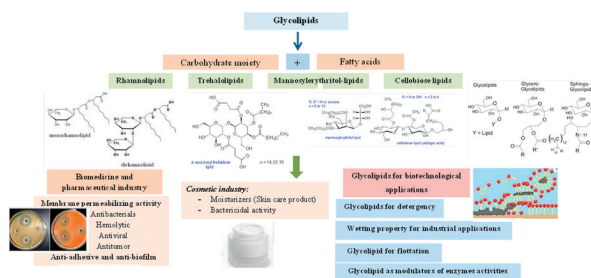 Glycolipids
Carbohydrate moiety
+
Fatty acids
Rhamnolipids
Trehalolipids
Mannosylerythritol-lipids
Cellobiose lipids
monorhamnolipid
dirhamnolipid
a succinoyl trehalose lipid
n = 14,12,16
mannosylerythritol lipid
cellobiose lipid (ustilagic acid)
Glycolipids
Y = Lipid
Glycero-
Glycolipids
Sphingo-
Glycolipids
Biomedicine and
pharmaceutical industry
Membrane permeabilizing activity
Antibacterials
Hemolytic
Antiviral
Antitumor
Anti-adhesive and anti-biofilm
Cosmetic industry:
- Moisturizers (Skin care product)
- Bactericidal activity
Glycolipids for biotechnological
applications
Glycolipids for detergency
Wetting property for industrial applications
Glycolipid for flottation
Glycolipid as modulators of enzymes activities